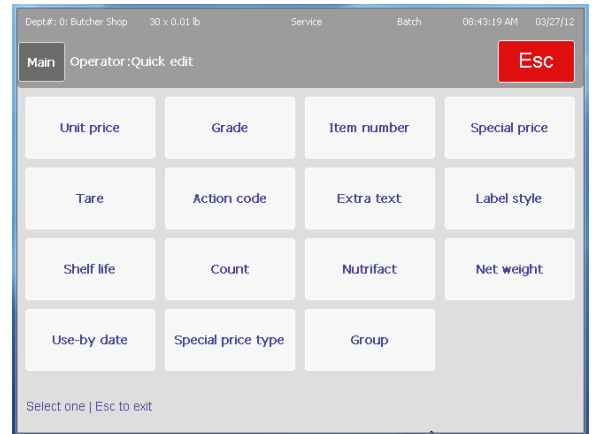 Dept#: 0: Butcher Shop 30 x 0.01 lb Service Batch 08:43:19 AM 03/27/12
Main Operator:Quick edit Esc
Unit price Grade Item number Special price
Tare Action code Extra text Label style
Shelf life Count Nutrifact Net weight
Use-by date Special price type Group
Select one | Esc to exit